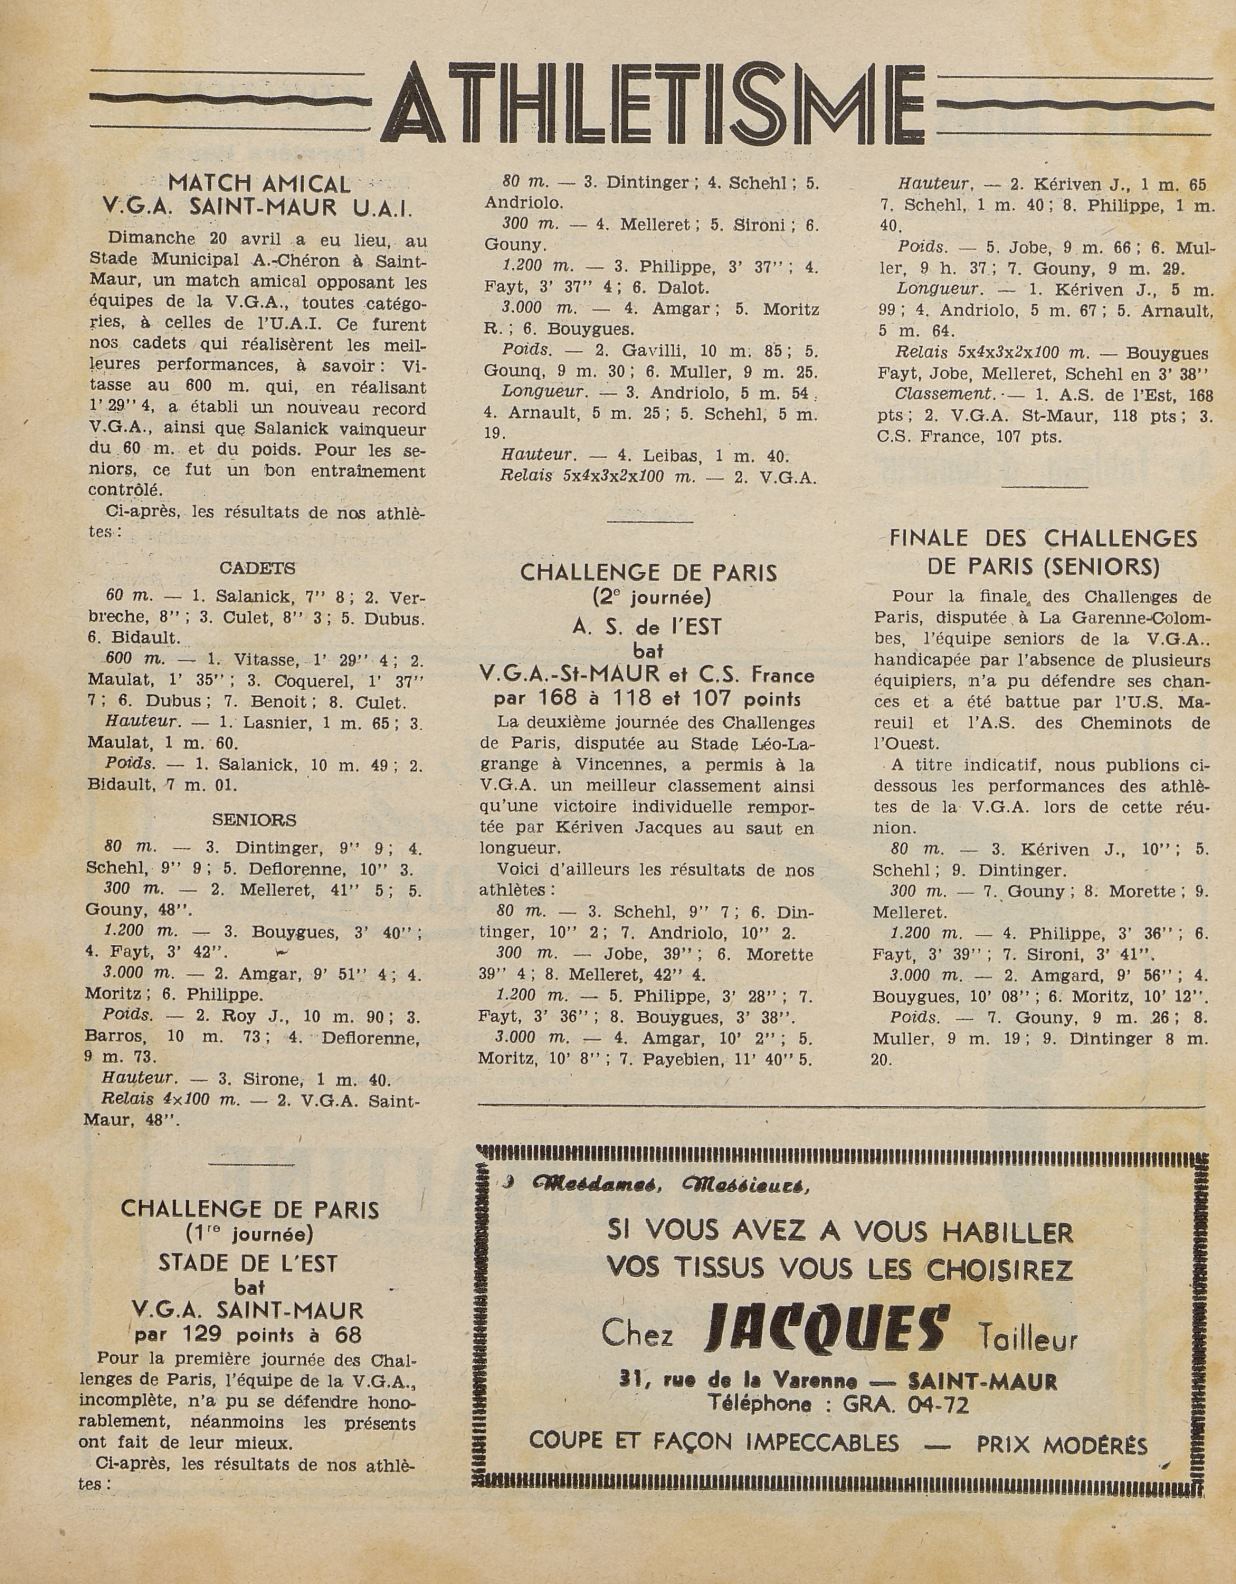 ATHLETISME
MATCH AMICAL
V.G.A. SAINT-MAUR U.A.I.
Dimanche 20 avril a eu lieu, au
Stade Municipal A.-Chéron à Saint-
Maur, un match amical opposant les
équipes de la V.G.A., toutes catégo-
ries, à celles de l'U.A.I. Ce furent
nos cadets qui réalisèrent les meil-
leures performances, à savoir : Vi-
tasse au 600 m. qui, en réalisant
1' 29'' 4, a établi un nouveau record
V.G.A., ainsi que Salanick vainqueur
du 60 m. et du poids. Pour les se-
niors, ce fut un bon entraînement
contrôlé.
Ci-après, les résultats de nos athlè-
tes :
CADETS
60 m. — 1. Salanick, 7'' 8 ; 2. Ver-
breche, 8'' ; 3. Culet, 8'' 3 ; 5. Dubus.
6. Bidault.
600 m. — 1. Vitasse, 1' 29'' 4 ; 2.
Maulat, 1' 35'' ; 3. Coquerel, 1' 37''
7 ; 6. Dubus ; 7. Benoit ; 8. Culet.
Hauteur. — 1. Lasnier, 1 m. 65 ; 3.
Maulat, 1 m. 60.
Poids. — 1. Salanick, 10 m. 49 ; 2.
Bidault, 7 m. 01.
SENIORS
80 m. — 3. Dintinger, 9'' 9 ; 4.
Schehl, 9'' 9 ; 5. Deflorenne, 10'' 3.
300 m. — 2. Melleret, 41'' 5 ; 5.
Gouny, 48''.
1.200 m. — 3. Bouygues, 3' 40'' ;
4. Fayt, 3' 42''.
3.000 m. — 2. Amgar, 9' 51'' 4 ; 4.
Moritz ; 6. Philippe.
Poids. — 2. Roy J., 10 m. 90 ; 3.
Barros, 10 m. 73 ; 4. Deflorenne,
9 m. 73.
Hauteur. — 3. Sirone, 1 m. 40.
Relais 4x100 m. — 2. V.G.A. Saint-
Maur, 48''.
CHALLENGE DE PARIS
(1re journée)
STADE DE L'EST
bat
V.G.A. SAINT-MAUR
par 129 points à 68
Pour la première journée des Chal-
lenges de Paris, l'équipe de la V.G.A.,
incomplète, n'a pu se défendre hono-
rablement, néanmoins les présents
ont fait de leur mieux.
Ci-après, les résultats de nos athlè-
tes :
80 m. — 3. Dintinger ; 4. Schehl ; 5.
Andriolo.
300 m. — 4. Melleret ; 5. Sironi ; 6.
Gouny.
1.200 m. — 3. Philippe, 3' 37'' ; 4.
Fayt, 3' 37'' 4 ; 6. Dalot.
3.000 m. — 4. Amgar ; 5. Moritz
R. ; 6. Bouygues.
Poids. — 2. Gavilli, 10 m. 85 ; 5.
Gounq, 9 m. 30 ; 6. Muller, 9 m. 25.
Longueur. — 3. Andriolo, 5 m. 54 ;
4. Arnault, 5 m. 25 ; 5. Schehl, 5 m.
19.
Hauteur. — 4. Leibas, 1 m. 40.
Relais 5x4x3x2x100 m. — 2. V.G.A.
CHALLENGE DE PARIS
(2e journée)
A. S. de l'EST
bat
V.G.A.-St-MAUR et C.S. France
par 168 à 118 et 107 points
La deuxième journée des Challenges
de Paris, disputée au Stade Léo-La-
grange à Vincennes, a permis à la
V.G.A. un meilleur classement ainsi
qu'une victoire individuelle rempor-
tée par Kériven Jacques au saut en
longueur.
Voici d'ailleurs les résultats de nos
athlètes :
80 m. — 3. Schehl, 9'' 7 ; 6. Din-
tinger, 10'' 2 ; 7. Andriolo, 10'' 2.
300 m. — Jobe, 39'' ; 6. Morette
39'' 4 ; 8. Melleret, 42'' 4.
1.200 m. — 5. Philippe, 3' 28'' ; 7.
Fayt, 3' 36'' ; 8. Bouygues, 3' 38''.
3.000 m. — 4. Amgar, 10' 2'' ; 5.
Moritz, 10' 8'' ; 7. Payebien, 11' 40'' 5.
Hauteur. — 2. Kériven J., 1 m. 65
7. Schehl, 1 m. 40 ; 8. Philippe, 1 m.
40.
Poids. — 5. Jobe, 9 m. 66 ; 6. Mul-
ler, 9 h. 37 ; 7. Gouny, 9 m. 29.
Longueur. — 1. Kériven J., 5 m.
99 ; 4. Andriolo, 5 m. 67 ; 5. Arnault,
5 m. 64.
Relais 5x4x3x2x100 m. — Bouygues
Fayt, Jobe, Melleret, Schehl en 3' 38''
Classement. — 1. A.S. de l'Est, 168
pts ; 2. V.G.A. St-Maur, 118 pts ; 3.
C.S. France, 107 pts.
FINALE DES CHALLENGES
DE PARIS (SENIORS)
Pour la finale, des Challenges de
Paris, disputée à La Garenne-Colom-
bes, l'équipe seniors de la V.G.A..
handicapée par l'absence de plusieurs
équipiers, n'a pu défendre ses chan-
ces et a été battue par l'U.S. Ma-
reuil et l'A.S. des Cheminots de
l'Ouest.
A titre indicatif, nous publions ci-
dessous les performances des athlè-
tes de la V.G.A. lors de cette réu-
nion.
80 m. — 3. Kériven J., 10'' ; 5.
Schehl ; 9. Dintinger.
300 m. — 7. Gouny ; 8. Morette ; 9.
Melleret.
1.200 m. — 4. Philippe, 3' 36'' ; 6.
Fayt, 3' 39'' ; 7. Sironi, 3' 41''.
3.000 m. — 2. Amgard, 9' 56'' ; 4.
Bouygues, 10' 08'' ; 6. Moritz, 10' 12''.
Poids. — 7. Gouny, 9 m. 26 ; 8.
Muller, 9 m. 19 ; 9. Dintinger 8 m.
20.
Mesdames, Messieurs,
SI VOUS AVEZ A VOUS HABILLER
VOS TISSUS VOUS LES CHOISIREZ
Chez JACQUES Tailleur
31, rue de la Varenne — SAINT-MAUR
Téléphone : GRA. 04-72
COUPE ET FAÇON IMPECCABLES — PRIX MODÉRÉS